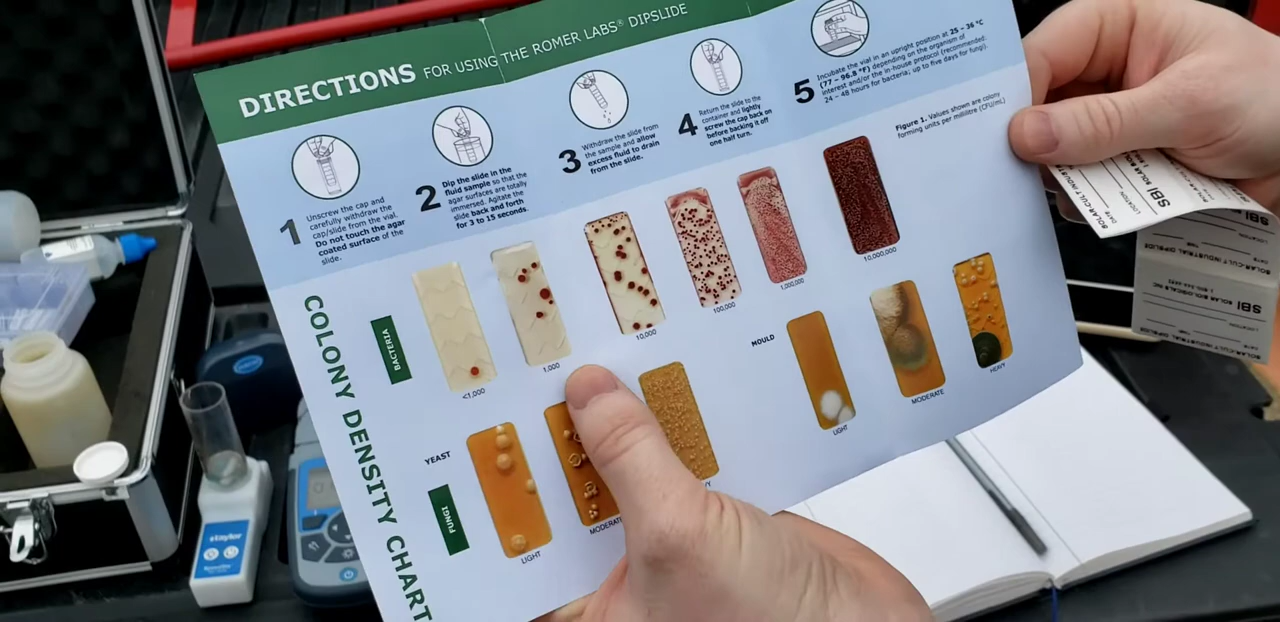 DIRECTIONS FOR USING THE ROMER LABS® DIPSLIDE
1
Unscrew the cap and
carefully withdraw the
cap/slide from the vial.
Do not touch the agar
coated surface of the
slide.
2
Dip the slide in the
fluid sample so that the
agar surfaces are totally
immersed. Agitate the
slide back and forth
for 3 to 15 seconds.
3
Withdraw the slide from
the sample and allow
excess fluid to drain
from the slide.
4
Return the slide to the
container and lightly
screw the cap back on
before backing it off
one half turn.
5
Incubate the vial in an upright position at 25 – 36 °C
(77 – 96.8 °F) depending on the organism of
interest and/or the in-house protocol (recommended:
24 – 48 hours for bacteria; up to five days for fungi).
Figure 1. Values shown are colony
forming units per millilitre (CFU/mL)
COLONY DENSITY CHART
BACTERIA
<1,000
1,000
10,000
100,000
1,000,000
10,000,000
YEAST
FUNGI
LIGHT
MODERATE
MOULD
LIGHT
MODERATE
HEAVY
SBI
LOCATION
DATE
SBI
LOCATION
DATE
taylor